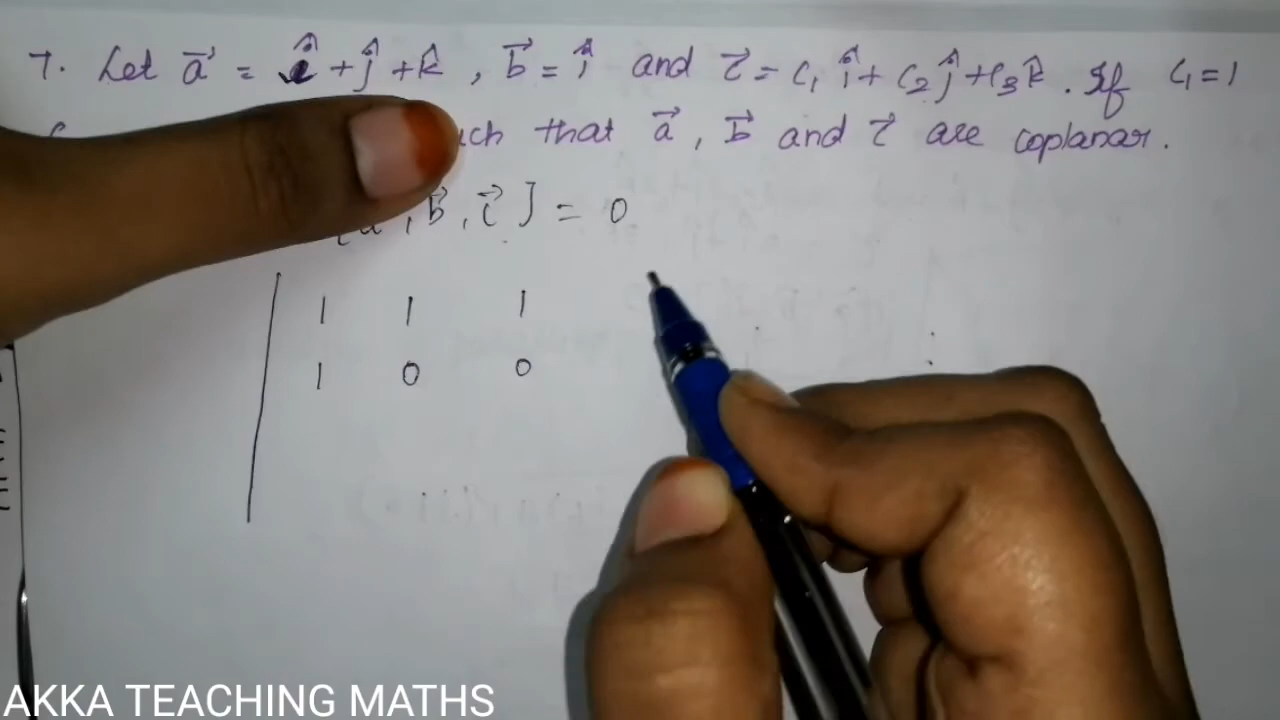 7. Let a⃗ = î + ĵ + k̂ , b⃗ = î and c⃗ = c₁ î + c₂ ĵ + c₃ k̂ . If c₁ = 1
such that a⃗ , b⃗ and c⃗ are coplanar.
[a⃗ , b⃗ , c⃗ ] = 0
1 1 1
1 0 0
AKKA TEACHING MATHS